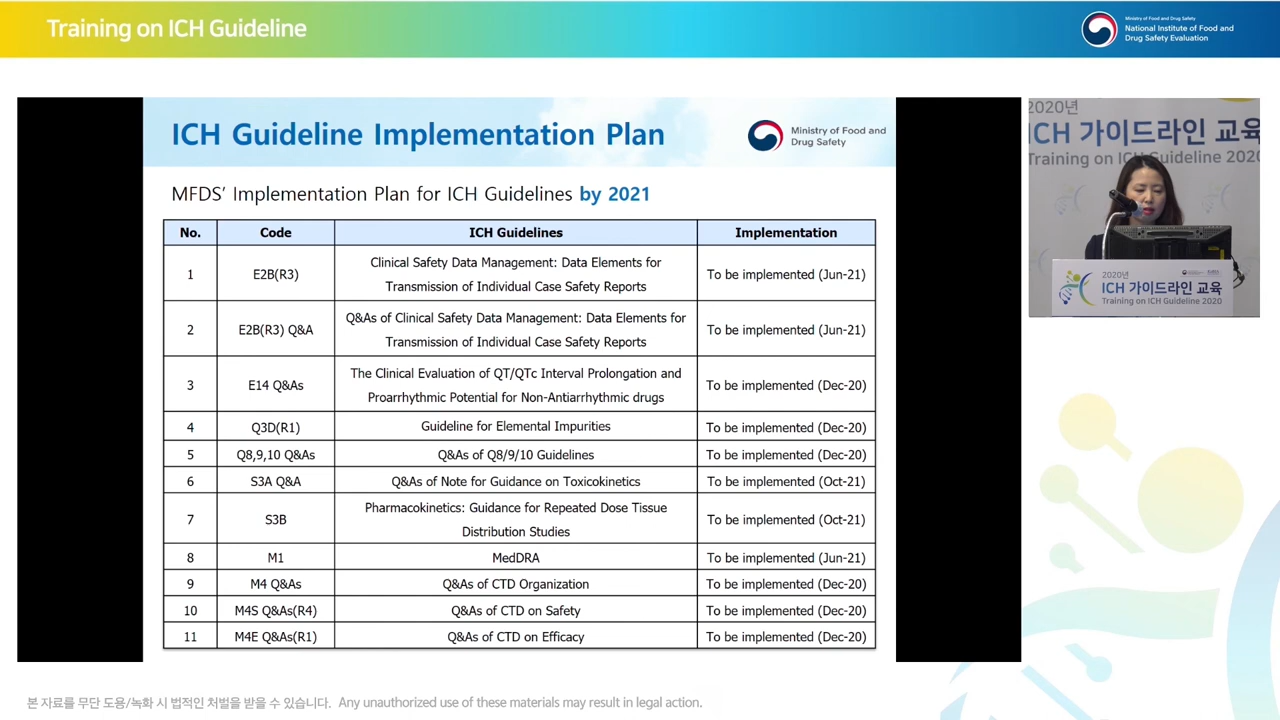 Training on ICH Guideline
Ministry of Food and Drug Safety
National Institute of Food and
Drug Safety Evaluation
ICH Guideline Implementation Plan
Ministry of Food and
Drug Safety
MFDS' Implementation Plan for ICH Guidelines by 2021
No. Code ICH Guidelines Implementation
1 E2B(R3) Clinical Safety Data Management: Data Elements for
Transmission of Individual Case Safety Reports To be implemented (Jun-21)
2 E2B(R3) Q&A Q&As of Clinical Safety Data Management: Data Elements for
Transmission of Individual Case Safety Reports To be implemented (Jun-21)
3 E14 Q&As The Clinical Evaluation of QT/QTc Interval Prolongation and
Proarrhythmic Potential for Non-Antiarrhythmic drugs To be implemented (Dec-20)
4 Q3D(R1) Guideline for Elemental Impurities To be implemented (Dec-20)
5 Q8,9,10 Q&As Q&As of Q8/9/10 Guidelines To be implemented (Dec-20)
6 S3A Q&A Q&As of Note for Guidance on Toxicokinetics To be implemented (Oct-21)
7 S3B Pharmacokinetics: Guidance for Repeated Dose Tissue
Distribution Studies To be implemented (Oct-21)
8 M1 MedDRA To be implemented (Jun-21)
9 M4 Q&As Q&As of CTD Organization To be implemented (Dec-20)
10 M4S Q&As(R4) Q&As of CTD on Safety To be implemented (Dec-20)
11 M4E Q&As(R1) Q&As of CTD on Efficacy To be implemented (Dec-20)
2020년
ICH 가이드라인 교육
Training on ICH Guideline 2020
2020년
ICH 가이드라인 교육
Training on ICH Guideline 2020
본 자료를 무단 도용/녹화 시 법적인 처벌을 받을 수 있습니다. Any unauthorized use of these materials may result in legal action.